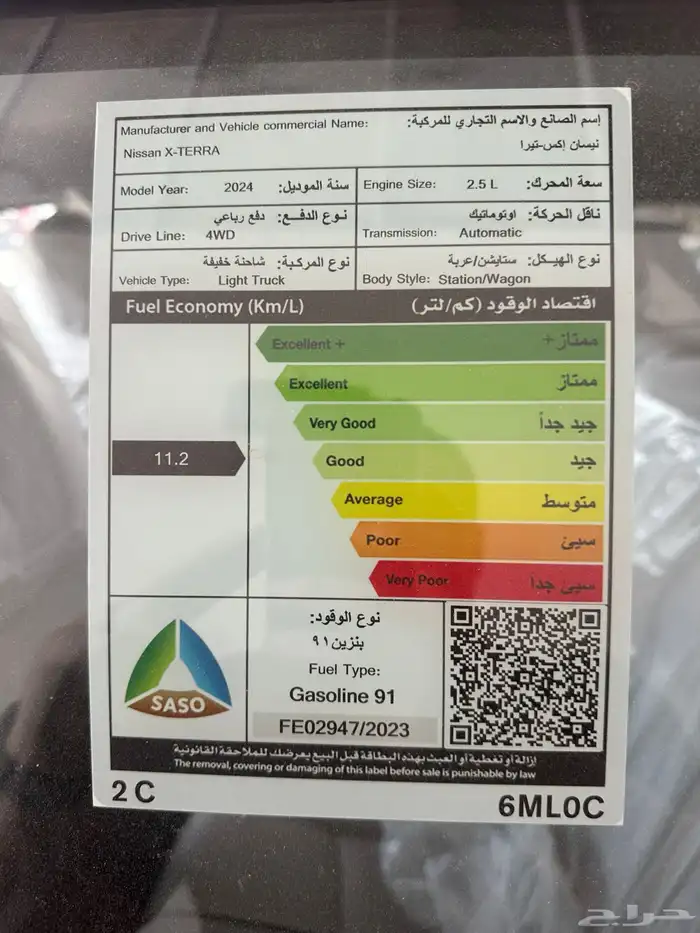 Manufacturer and Vehicle commercial Name: إسم الصانع والاسم التجاري للمركبة:
Nissan X-TERRA نيسان إكس-تيرا
Model Year: 2024 سنة الموديل:
Engine Size: 2.5 L سعة المحرك:
نوع الدفع: دفع رباعي
Drive Line: 4WD
ناقل الحركة: اوتوماتيك
Transmission: Automatic
نوع المركبة: شاحنة خفيفة
Vehicle Type: Light Truck
نوع الهيكل: ستايشن/عربة
Body Style: Station/Wagon
Fuel Economy (Km/L) اقتصاد الوقود (كم/لتر)
Excellent + ممتاز+
Excellent ممتاز
Very Good جيد جداً
11.2
Good جيد
Average متوسط
Poor سيئ
Very Poor سيئ جداً
SASO
نوع الوقود:
بنزين ٩١
Fuel Type:
Gasoline 91
FE02947/2023
إزالة أو تغطية أو العبث بهذه البطاقة قبل البيع يعرضك للملاحقة القانونية
The removal, covering or damaging of this label before sale is punishable by law
2 C 6ML0C
حراج